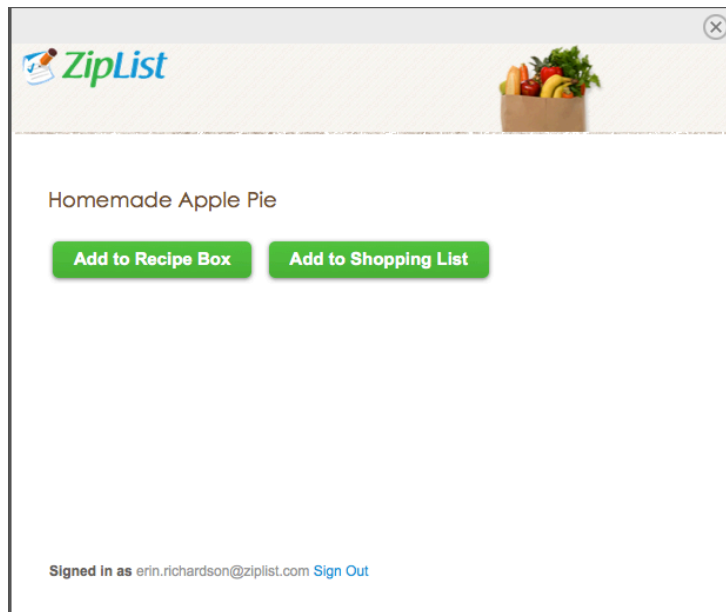 ZipList
Homemade Apple Pie
Add to Recipe Box Add to Shopping List
Signed in as erin.richardson@ziplist.com Sign Out